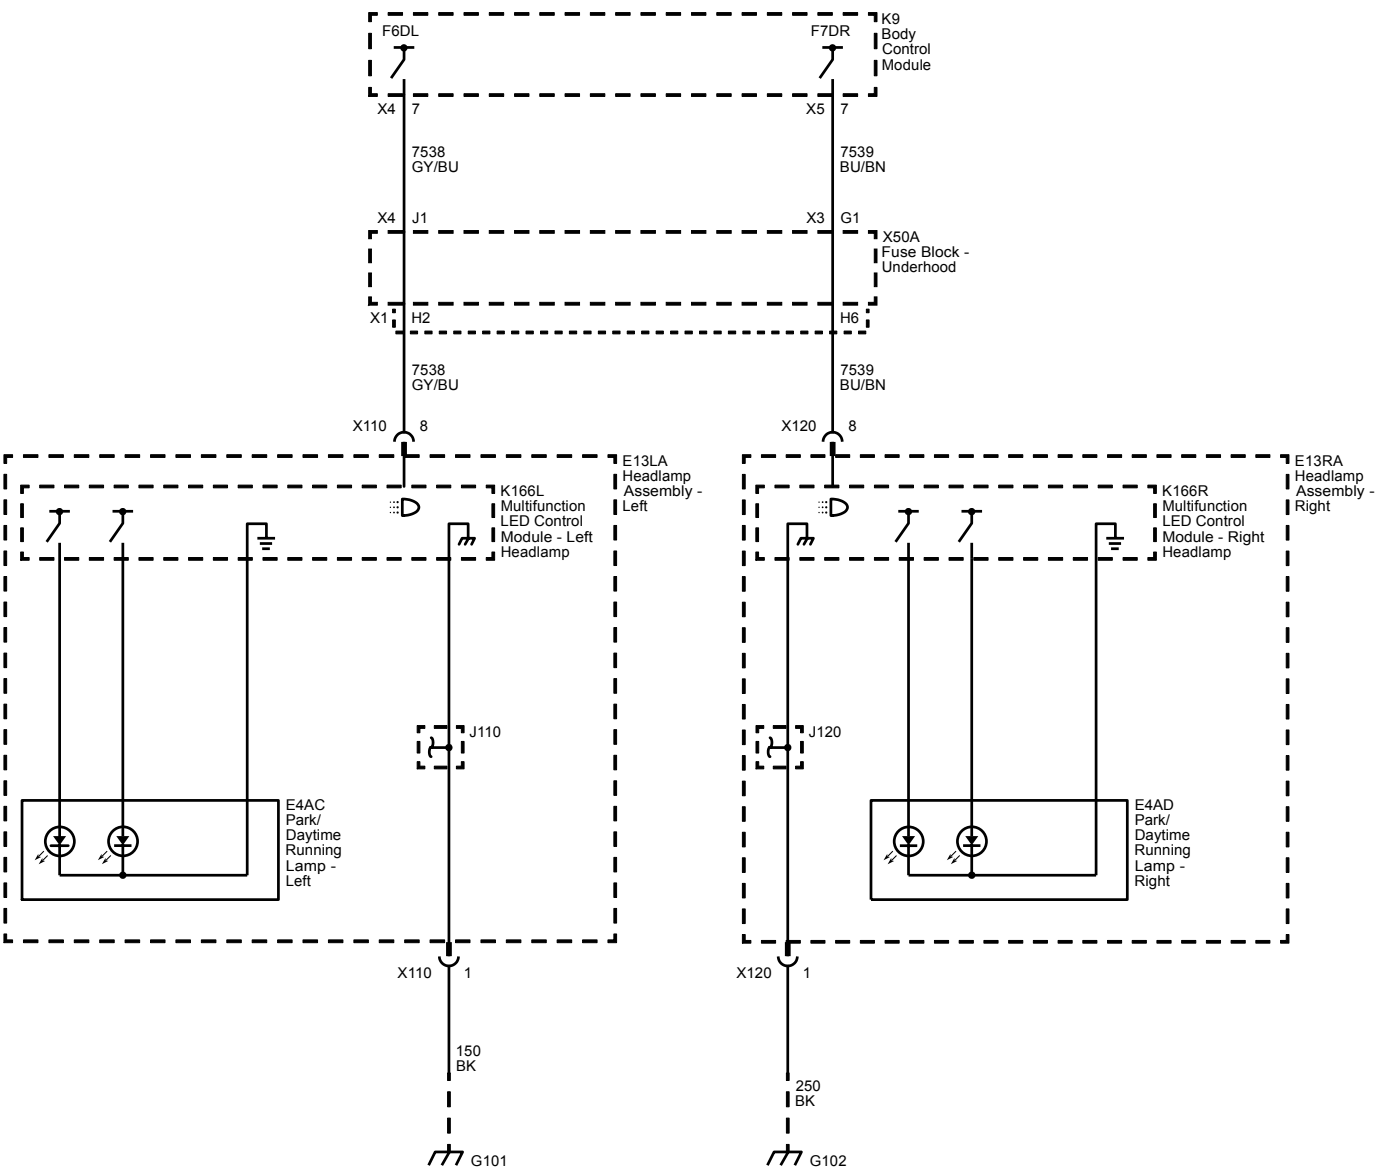 K9
Body
Control
Module
F6DL
F7DR
X4 7
X5 7
7538
GY/BU
7539
BU/BN
X4 J1
X3 G1
X50A
Fuse Block -
Underhood
X1 H2
H6
7538
GY/BU
7539
BU/BN
X110 8
X120 8
E13LA
Headlamp
Assembly -
Left
K166L
Multifunction
LED Control
Module - Left
Headlamp
E13RA
Headlamp
Assembly -
Right
K166R
Multifunction
LED Control
Module - Right
Headlamp
J110
J120
E4AC
Park/
Daytime
Running
Lamp -
Left
E4AD
Park/
Daytime
Running
Lamp -
Right
X110 1
X120 1
150
BK
250
BK
G101
G102